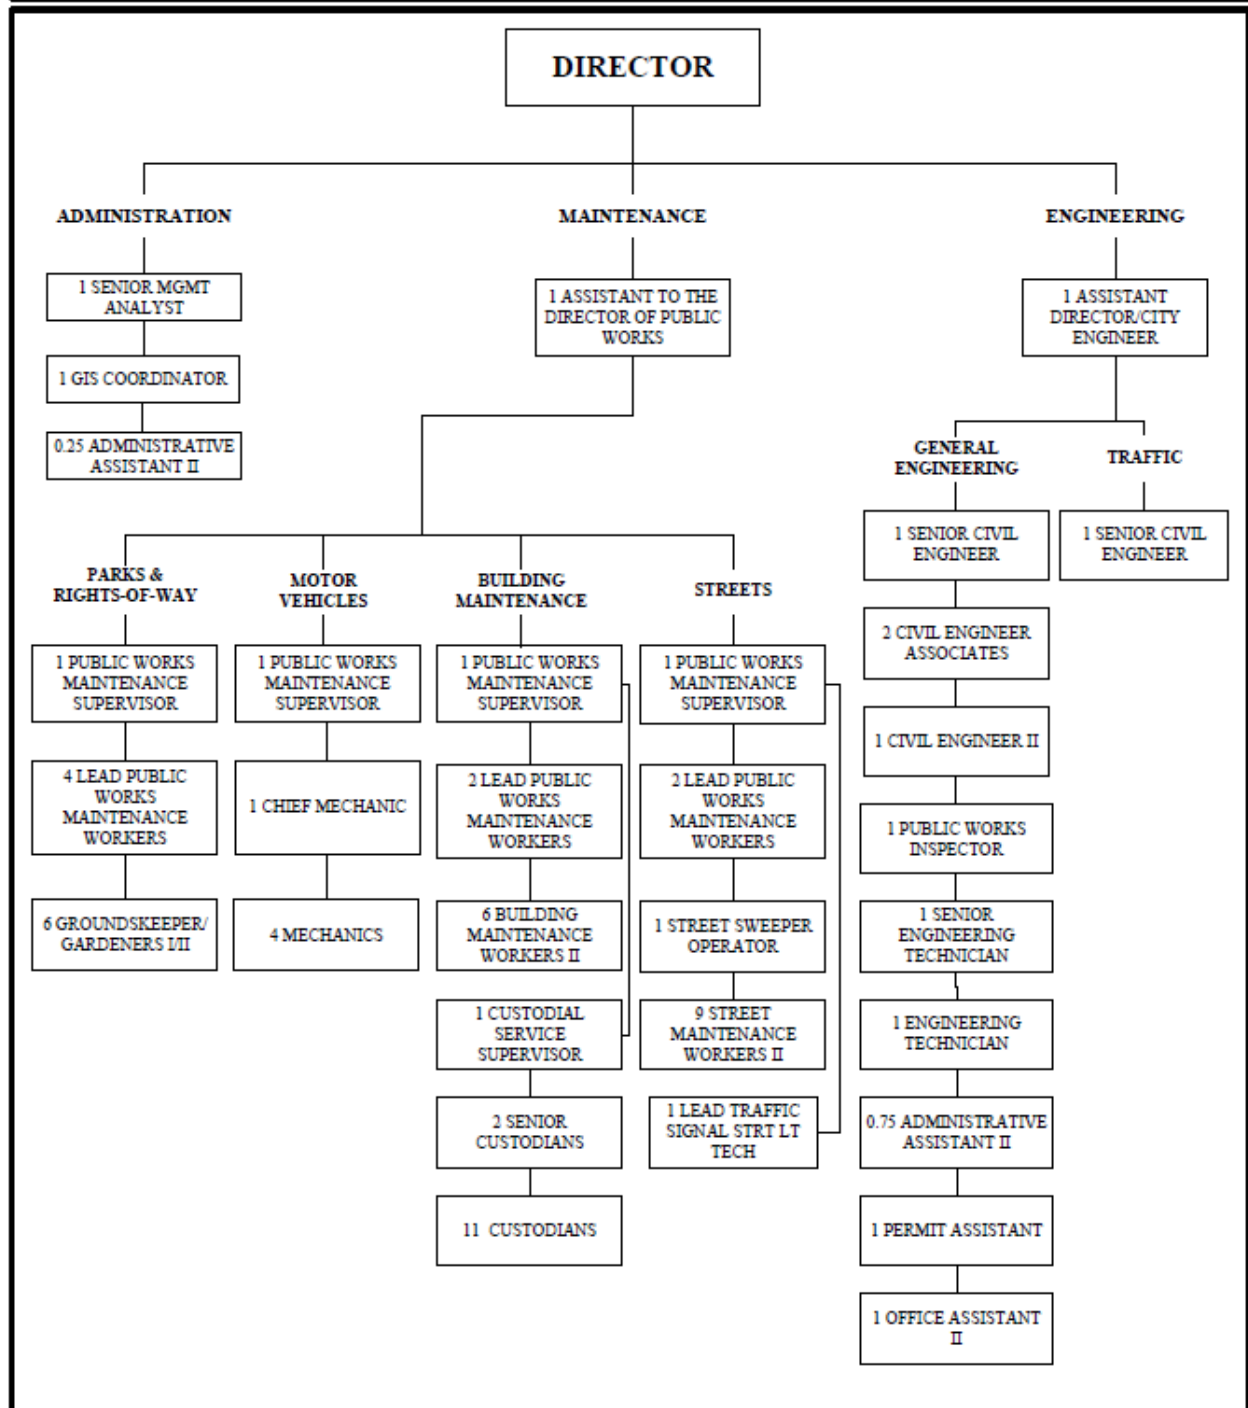 DIRECTOR
ADMINISTRATION
MAINTENANCE
ENGINEERING
1 SENIOR MGMT
ANALYST
1 GIS COORDINATOR
0.25 ADMINISTRATIVE
ASSISTANT II
1 ASSISTANT TO THE
DIRECTOR OF PUBLIC
WORKS
1 ASSISTANT
DIRECTOR/CITY
ENGINEER
PARKS &
RIGHTS-OF-WAY
1 PUBLIC WORKS
MAINTENANCE
SUPERVISOR
4 LEAD PUBLIC
WORKS
MAINTENANCE
WORKERS
6 GROUNDSKEEPER/
GARDENERS I/II
MOTOR
VEHICLES
1 PUBLIC WORKS
MAINTENANCE
SUPERVISOR
1 CHIEF MECHANIC
4 MECHANICS
BUILDING
MAINTENANCE
1 PUBLIC WORKS
MAINTENANCE
SUPERVISOR
2 LEAD PUBLIC
WORKS
MAINTENANCE
WORKERS
6 BUILDING
MAINTENANCE
WORKERS II
1 CUSTODIAL
SERVICE
SUPERVISOR
2 SENIOR
CUSTODIANS
11 CUSTODIANS
STREETS
1 PUBLIC WORKS
MAINTENANCE
SUPERVISOR
2 LEAD PUBLIC
WORKS
MAINTENANCE
WORKERS
1 STREET SWEEPER
OPERATOR
9 STREET
MAINTENANCE
WORKERS II
1 LEAD TRAFFIC
SIGNAL STRT LT
TECH
GENERAL
ENGINEERING
1 SENIOR CIVIL
ENGINEER
2 CIVIL ENGINEER
ASSOCIATES
1 CIVIL ENGINEER II
1 PUBLIC WORKS
INSPECTOR
1 SENIOR
ENGINEERING
TECHNICIAN
1 ENGINEERING
TECHNICIAN
0.75 ADMINISTRATIVE
ASSISTANT II
1 PERMIT ASSISTANT
1 OFFICE ASSISTANT
II
TRAFFIC
1 SENIOR CIVIL
ENGINEER